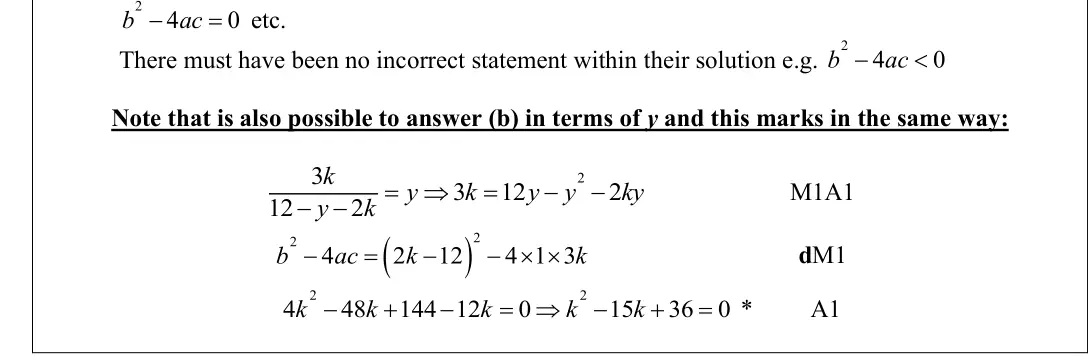 b² − 4ac = 0 etc.
There must have been no incorrect statement within their solution e.g. b² − 4ac < 0
Note that is also possible to answer (b) in terms of y and this marks in the same way:
3k / (12 − y − 2k) = y ⇒ 3k = 12y − y² − 2ky M1A1
b² − 4ac = (2k − 12)² − 4×1×3k dM1
4k² − 48k + 144 − 12k = 0 ⇒ k² − 15k + 36 = 0 * A1